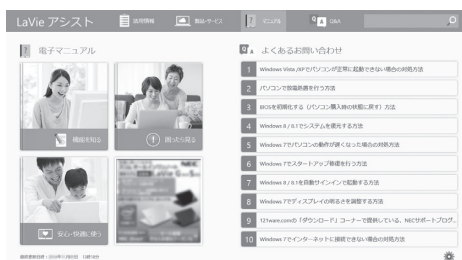 LaVie アシスト
活用情報
製品・サービス
マニュアル
Q&A
電子マニュアル
機能を知る
困ったら見る
安心・快適に使う
NEC
よくあるお問い合わせ
1 Windows Vista /XPでパソコンが正常に起動できない場合の対処方法
2 パソコンで放電処置を行う方法
3 BIOSを初期化する(パソコン購入時の状態に戻す)方法
4 Windows 8 / 8.1でシステムを復元する方法
5 Windows 7でパソコンの動作が遅くなった場合の対処方法
6 Windows 7でスタートアップ修復を行う方法
7 Windows 8 / 8.1を自動サインインで起動する方法
8 Windows 7でディスプレイの明るさを調整する方法
9 121ware.comの「ダウンロード」コーナーで提供している、NECサポートプログ...
10 Windows 7でインターネットに接続できない場合の対処方法